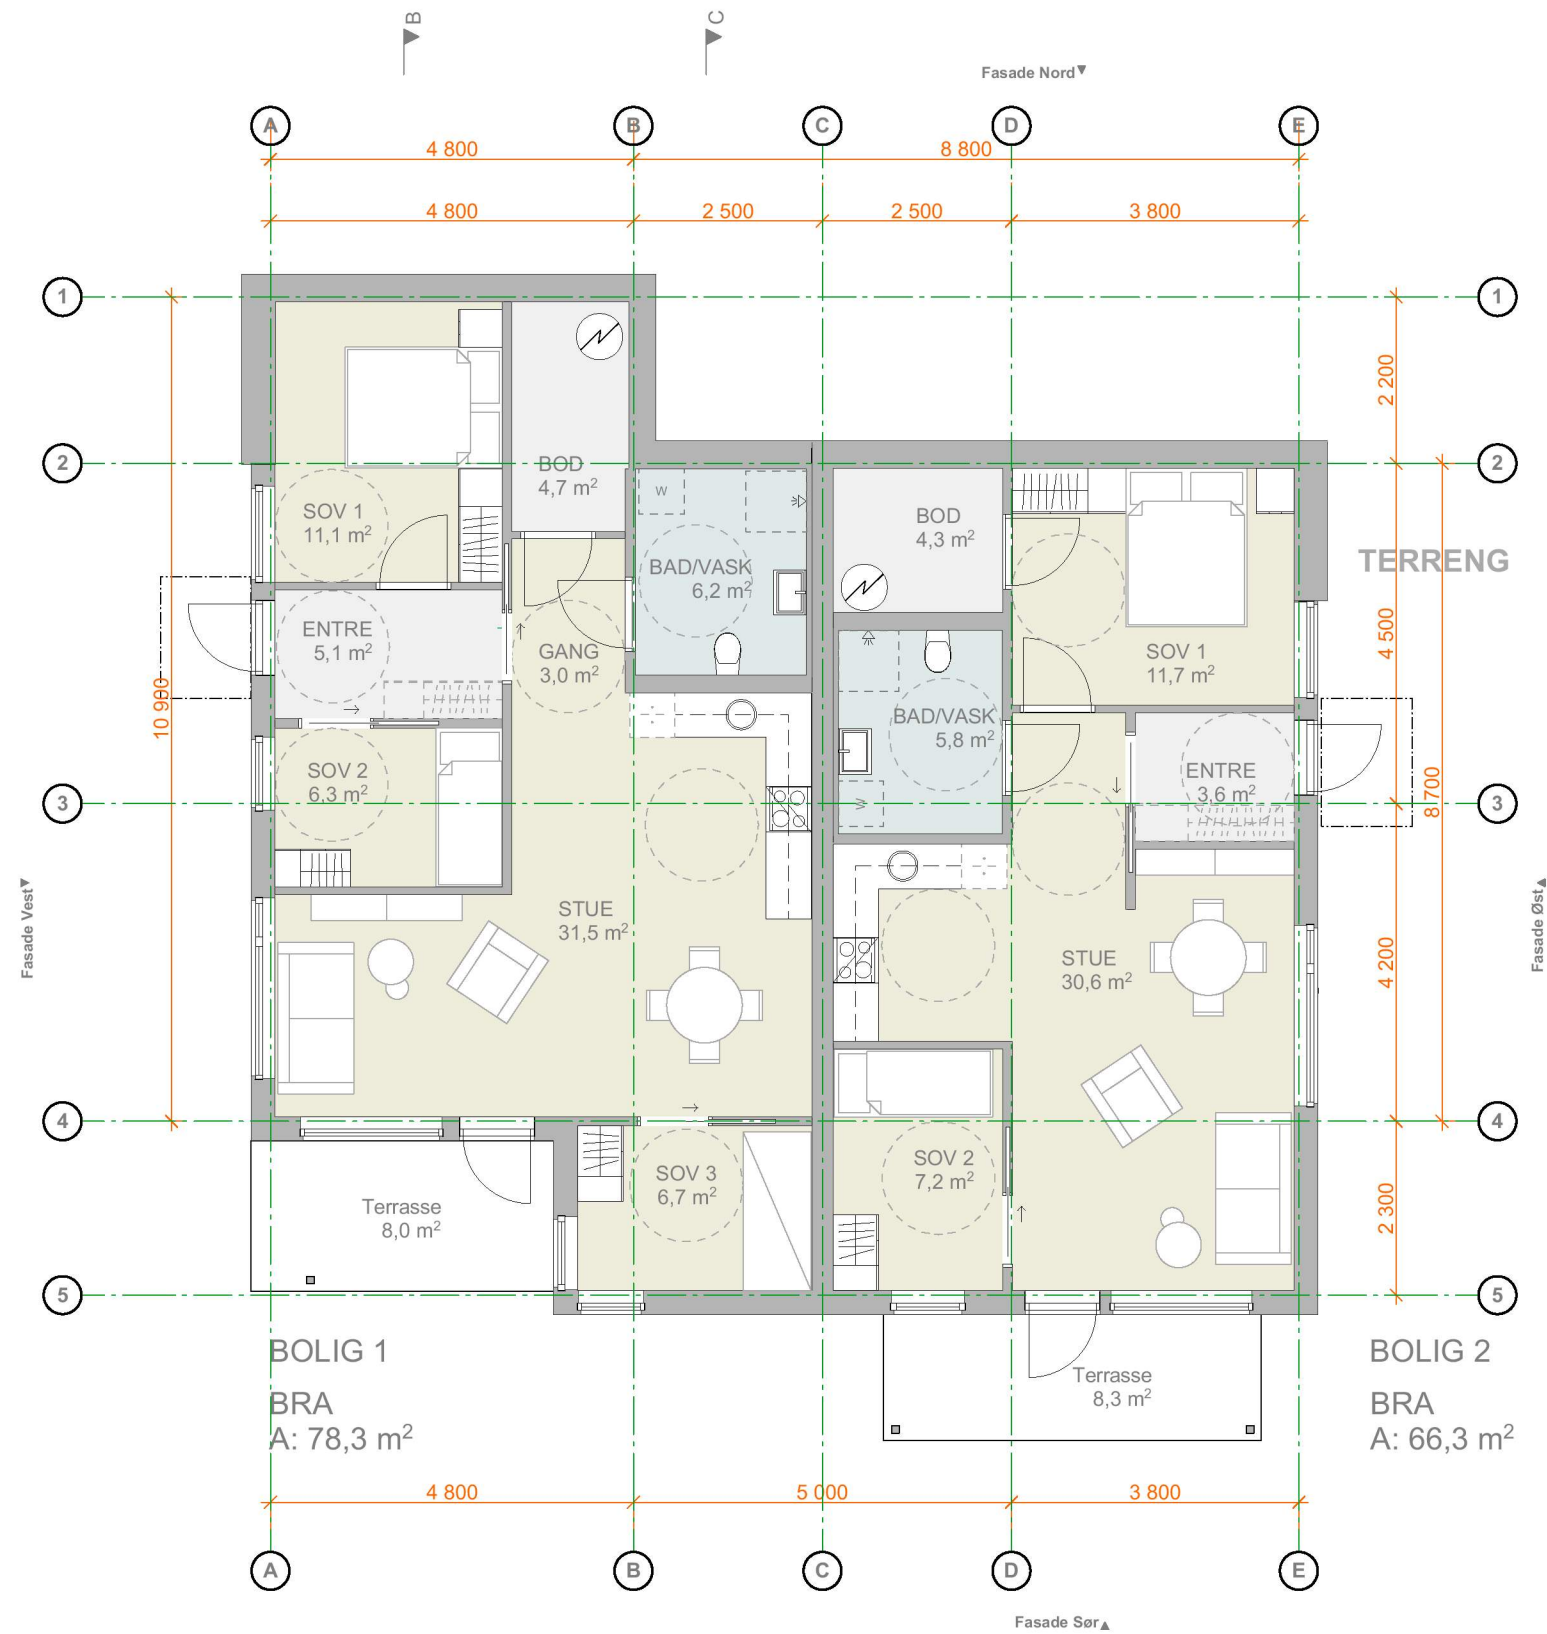 B
C
Fasade Nord
A
B
C
D
E
4 800
8 800
4 800
2 500
2 500
3 800
1
1
2 200
10 900
2
2
BOD
4,7 m²
SOV 1
11,1 m²
W
BAD/VASK
6,2 m²
BOD
4,3 m²
TERRENG
ENTRE
5,1 m²
GANG
3,0 m²
SOV 1
11,7 m²
4 500
BAD/VASK
5,8 m²
W
SOV 2
6,3 m²
ENTRE
3,6 m²
8 700
3
3
Fasade Vest
STUE
31,5 m²
STUE
30,6 m²
4 200
Fasade Øst
4
4
SOV 3
6,7 m²
SOV 2
7,2 m²
Terrasse
8,0 m²
2 300
5
5
BOLIG 1
BRA
A: 78,3 m²
Terrasse
8,3 m²
BOLIG 2
BRA
A: 66,3 m²
4 800
5 000
3 800
A
B
C
D
E
Fasade Sør